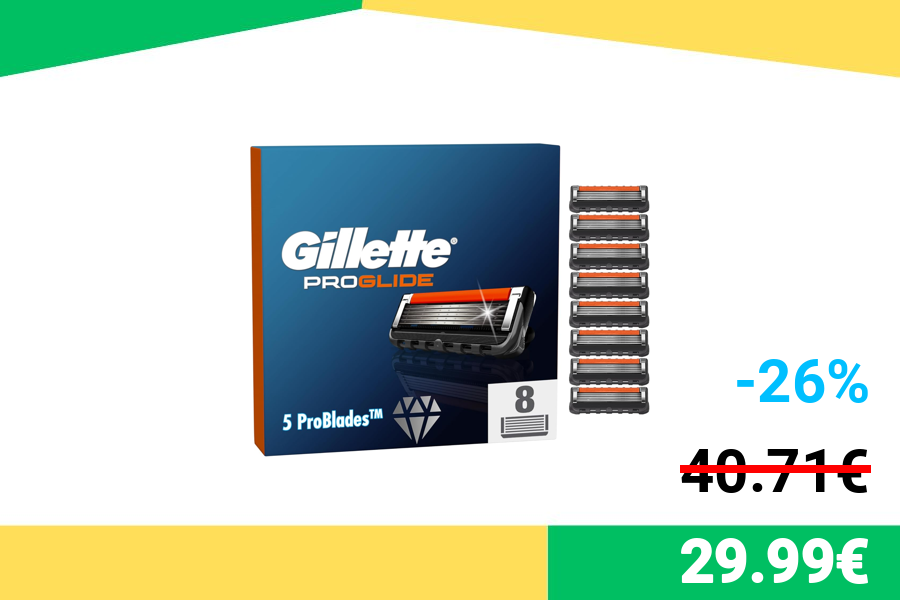 Gillette®
PROGLIDE
5 ProBlades™
8
-26%
40.71€
29.99€